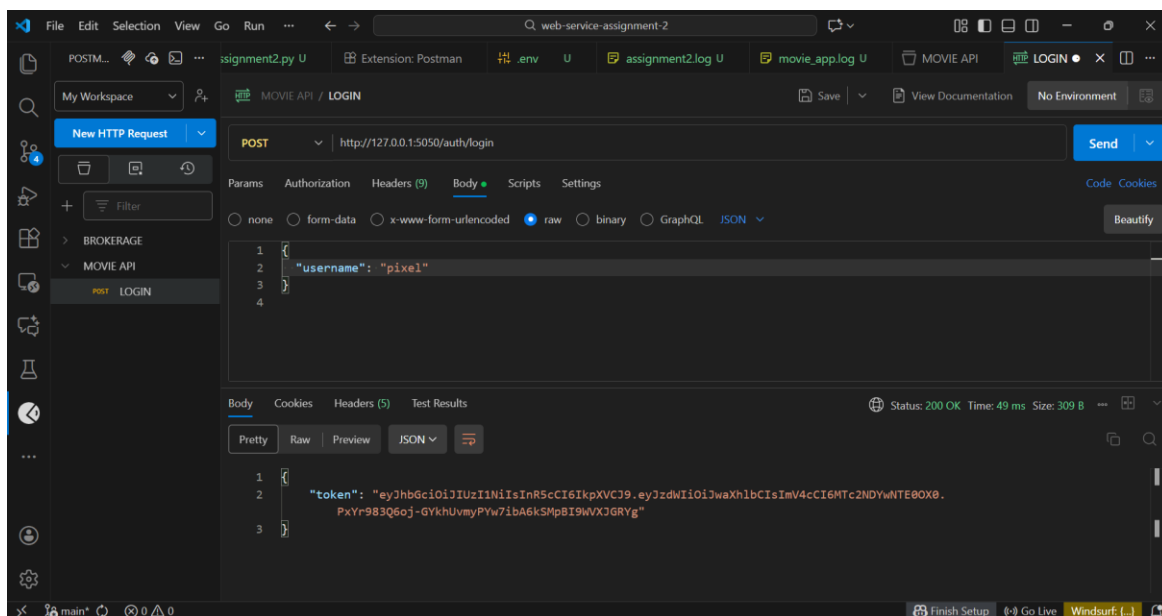 File Edit Selection View Go Run ··· web-service-assignment-2
POSTM... ··· ssignment2.py U Extension: Postman .env U assignment2.log U movie_app.log U MOVIE API HTTP LOGIN ···
My Workspace HTTP MOVIE API / LOGIN Save View Documentation No Environment
New HTTP Request
POST http://127.0.0.1:5050/auth/login Send
Params Authorization Headers (9) Body Scripts Settings Code Cookies
Filter
none form-data x-www-form-urlencoded raw binary GraphQL JSON Beautify
BROKERAGE
MOVIE API
POST LOGIN
1 {
2 "username": "pixel"
3 }
4
4
Body Cookies Headers (5) Test Results Status: 200 OK Time: 49 ms Size: 309 B ···
Pretty Raw Preview JSON
1 {
2 "token": "eyJhbGciOiJIUzI1NiIsInR5cCI6IkpXVCJ9.eyJzdWIiOiJwaXhlbCIsImV4cCI6MTc2NDYwNTE0OX0.
PxYr983Q6oj-GYkhUvmyPYw7ibA6kSMpBI9WVXJGRYg"
3 }
main* 0 0 Finish Setup Go Live Windsurf: {...}